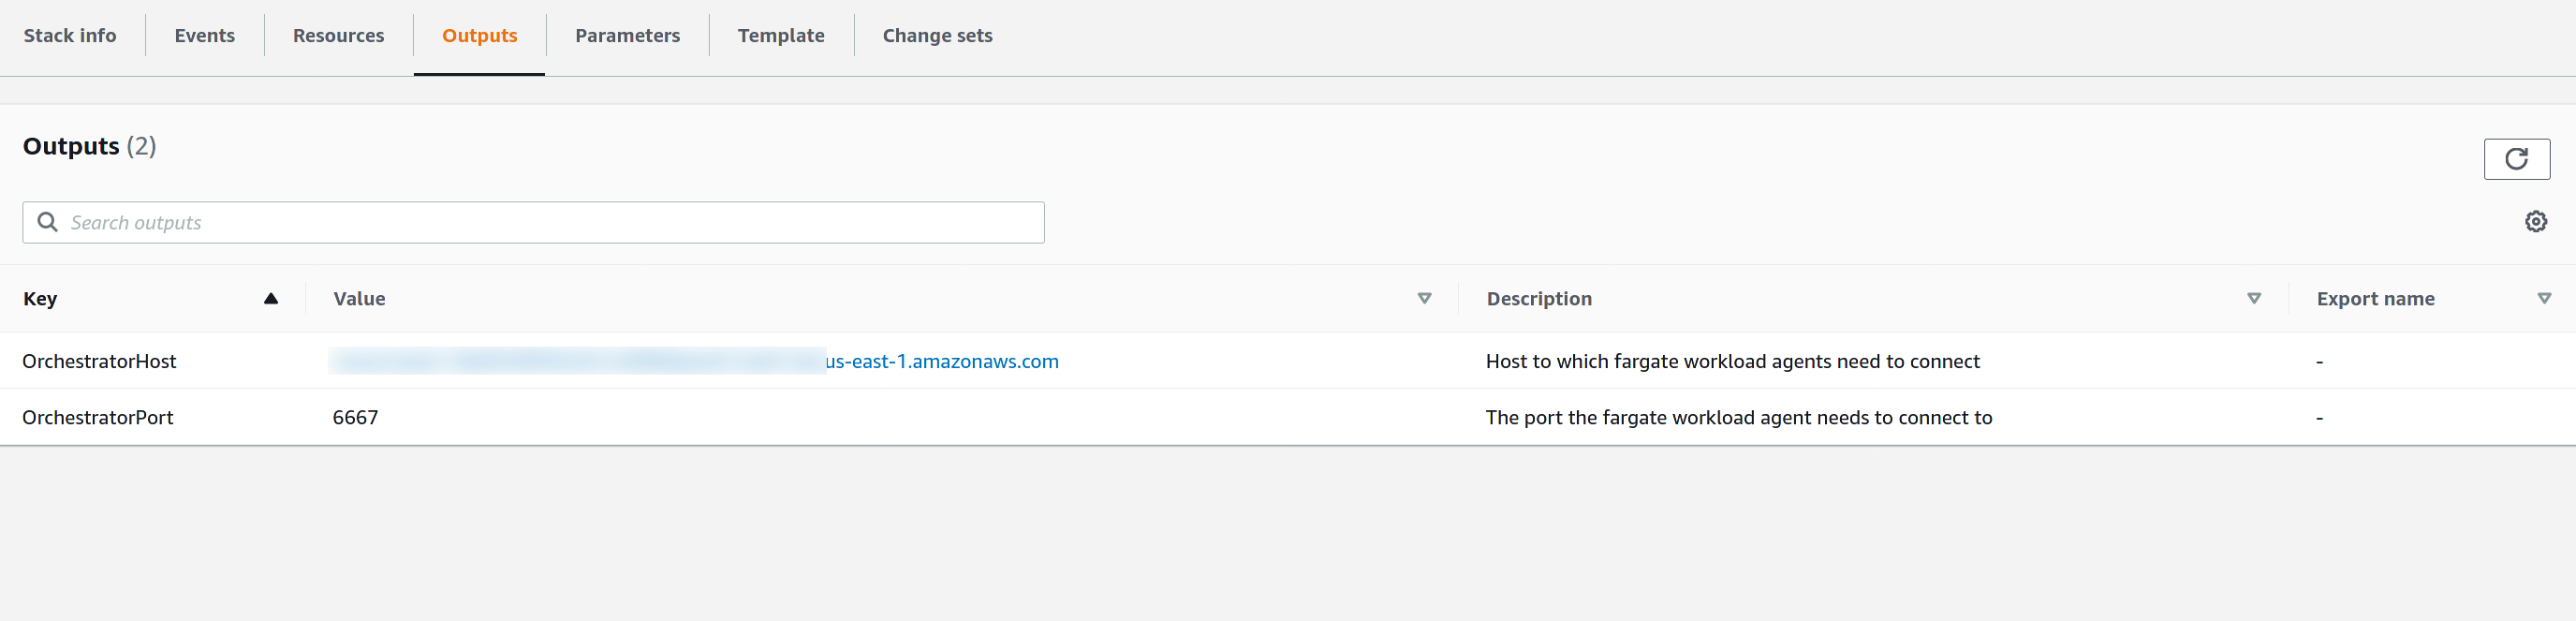 Stack info Events Resources Outputs Parameters Template Change sets
Outputs (2)
Search outputs
Key Value Description Export name
OrchestratorHost us-east-1.amazonaws.com Host to which fargate workload agents need to connect -
OrchestratorPort 6667 The port the fargate workload agent needs to connect to -